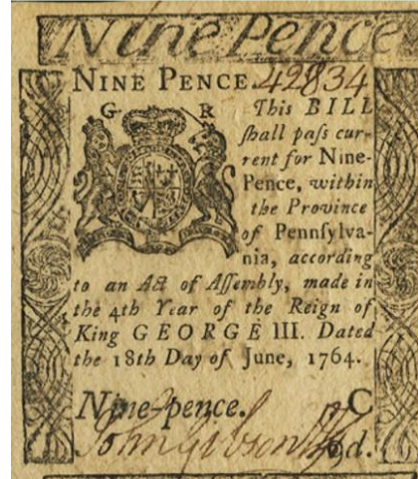 Nine Pence
NINE PENCE. 42834
G R This BILL
ſhall paſs cur-
rent for Nine-
Pence, within
the Province
of Pennſylva-
nia, according
to an Act of Aſſembly, made in
the 4th Year of the Reign of
King GEORGE III. Dated
the 18th Day of June, 1764.
Nine-pence. C
John Gibson d.